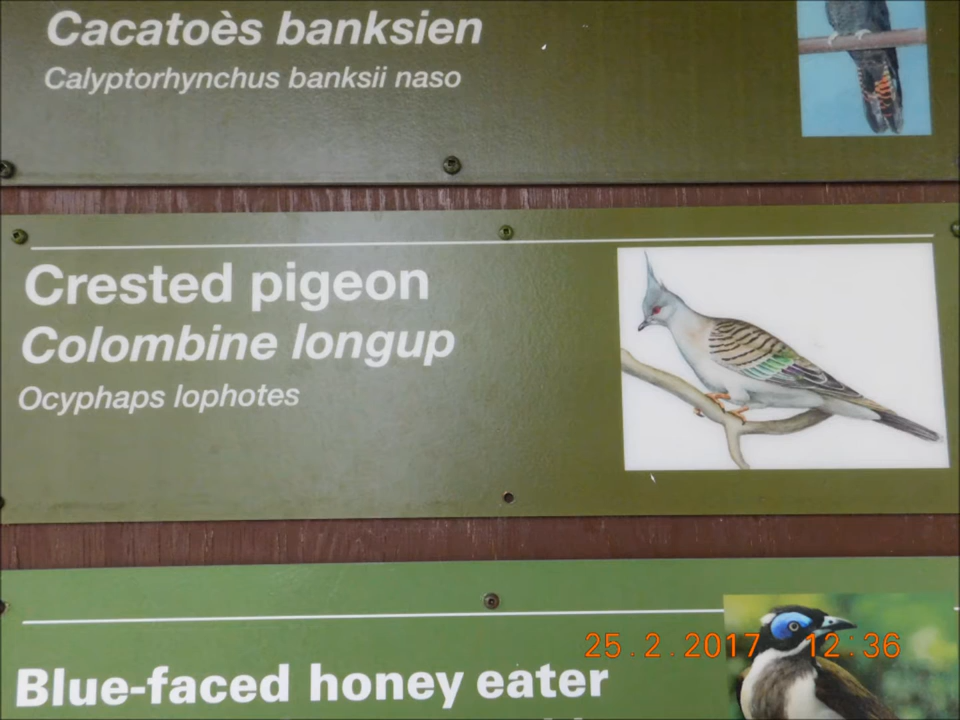 Cacatoès banksien
Calyptorhynchus banksii naso
Crested pigeon
Colombine longup
Ocyphaps lophotes
25.2.2017 12:36
Blue-faced honey eater